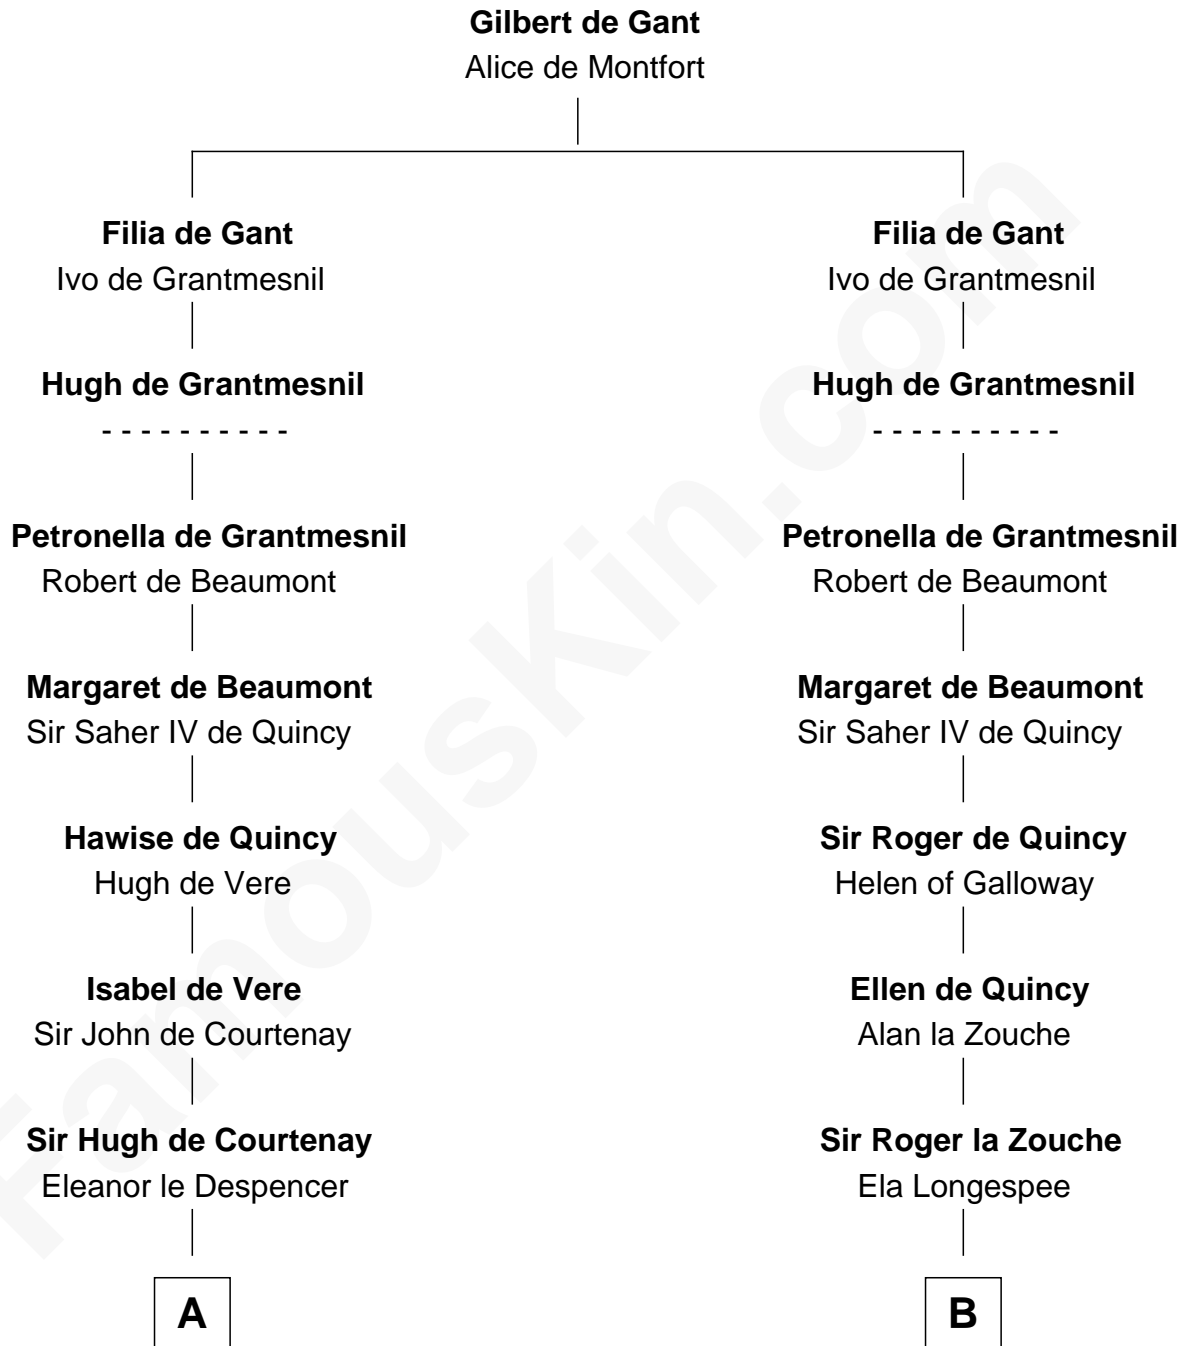 Gilbert de Gant
Alice de Montfort
Filia de Gant
Ivo de Grantmesnil
Hugh de Grantmesnil
- - - - - - - - - -
Petronella de Grantmesnil
Robert de Beaumont
Margaret de Beaumont
Sir Saher IV de Quincy
Hawise de Quincy
Hugh de Vere
Isabel de Vere
Sir John de Courtenay
Sir Hugh de Courtenay
Eleanor le Despencer
A
Filia de Gant
Ivo de Grantmesnil
Hugh de Grantmesnil
- - - - - - - - - -
Petronella de Grantmesnil
Robert de Beaumont
Margaret de Beaumont
Sir Saher IV de Quincy
Sir Roger de Quincy
Helen of Galloway
Ellen de Quincy
Alan la Zouche
Sir Roger la Zouche
Ela Longespee
B
FamousKin.com